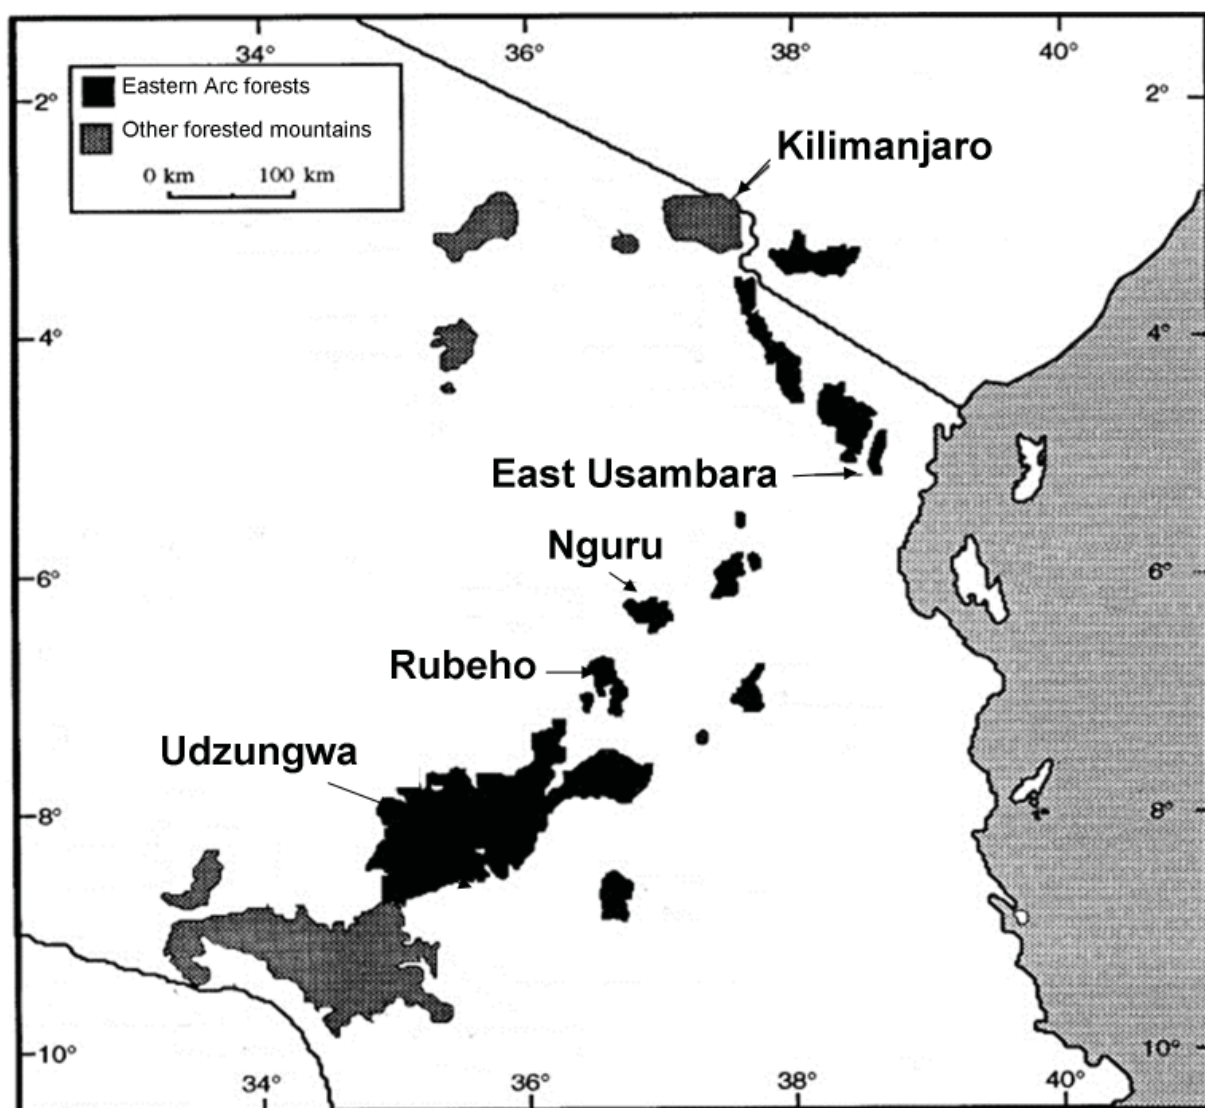 34° 36° 38° 40°
Eastern Arc forests
Other forested mountains
0 km 100 km
2° 2°
Kilimanjaro
4° 4°
East Usambara
Nguru
6° 6°
Rubeho
Udzungwa
8° 8°
10° 10°
34° 36° 38° 40°